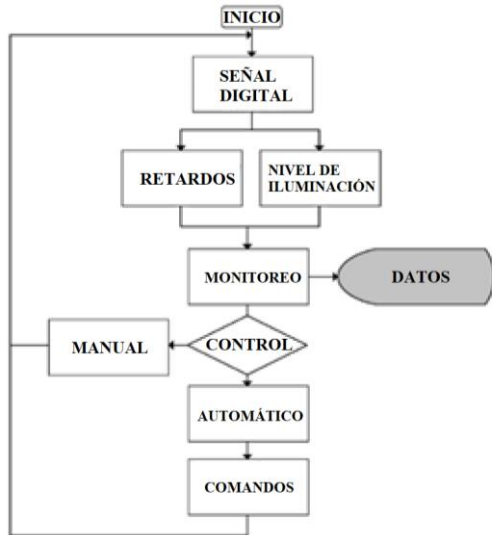 INICIO
SEÑAL
DIGITAL
RETARDOS
NIVEL DE
ILUMINACIÓN
MONITOREO
DATOS
MANUAL
CONTROL
AUTOMÁTICO
COMANDOS